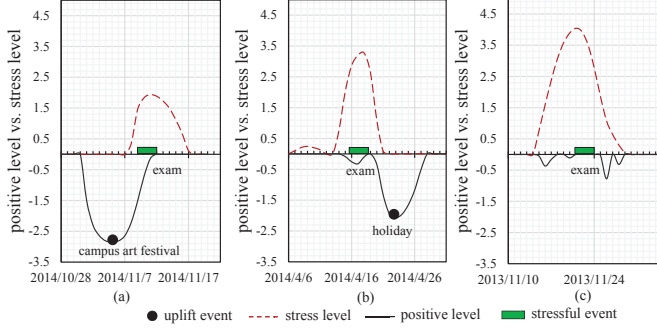 positive level vs. stress level
4.5
3.5
2.5
1.5
0.5
-0.5
-1.5
-2.5
-3.5
exam
campus art festival
2014/10/28 2014/11/7 2014/11/17
(a)
positive level vs. stress level
4.5
3.5
2.5
1.5
0.5
-0.5
-1.5
-2.5
-3.5
exam
holiday
2014/4/6 2014/4/16 2014/4/26
(b)
positive level vs. stress level
4.5
3.5
2.5
1.5
0.5
-0.5
-1.5
-2.5
-3.5
exam
2013/11/10 2013/11/24
(c)
uplift event stress level positive level stressful event